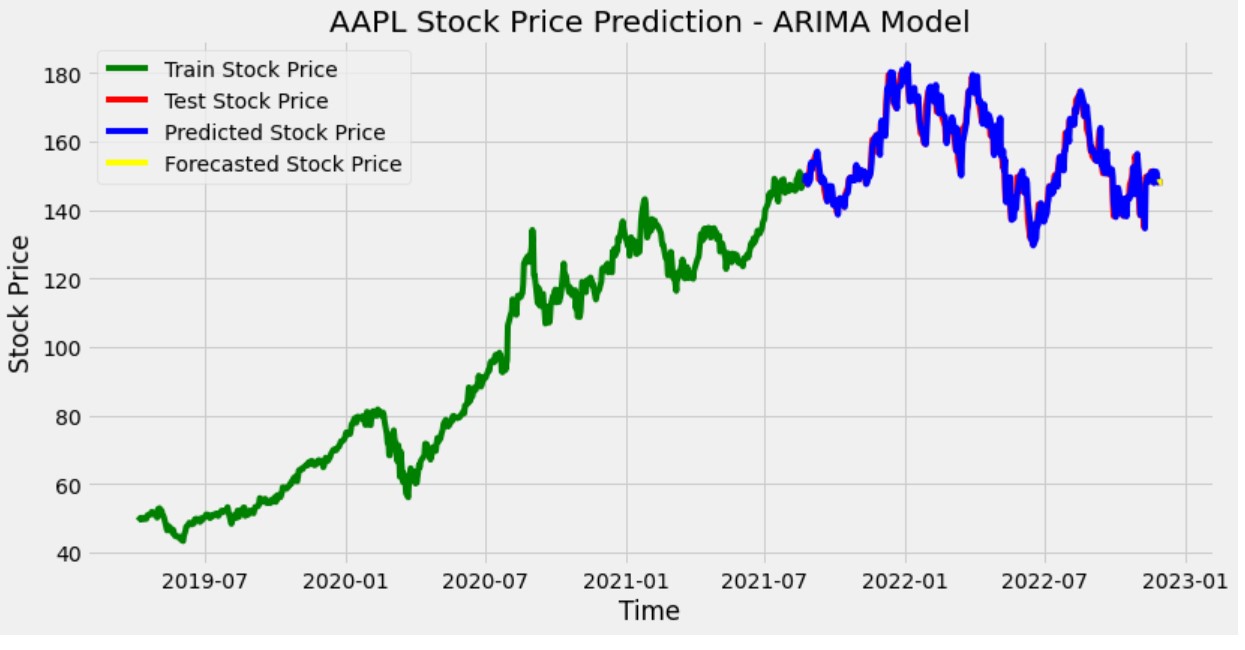 AAPL Stock Price Prediction - ARIMA Model
Train Stock Price
Test Stock Price
Predicted Stock Price
Forecasted Stock Price
Stock Price
180
160
140
120
100
80
60
40
2019-07 2020-01 2020-07 2021-01 2021-07 2022-01 2022-07 2023-01
Time